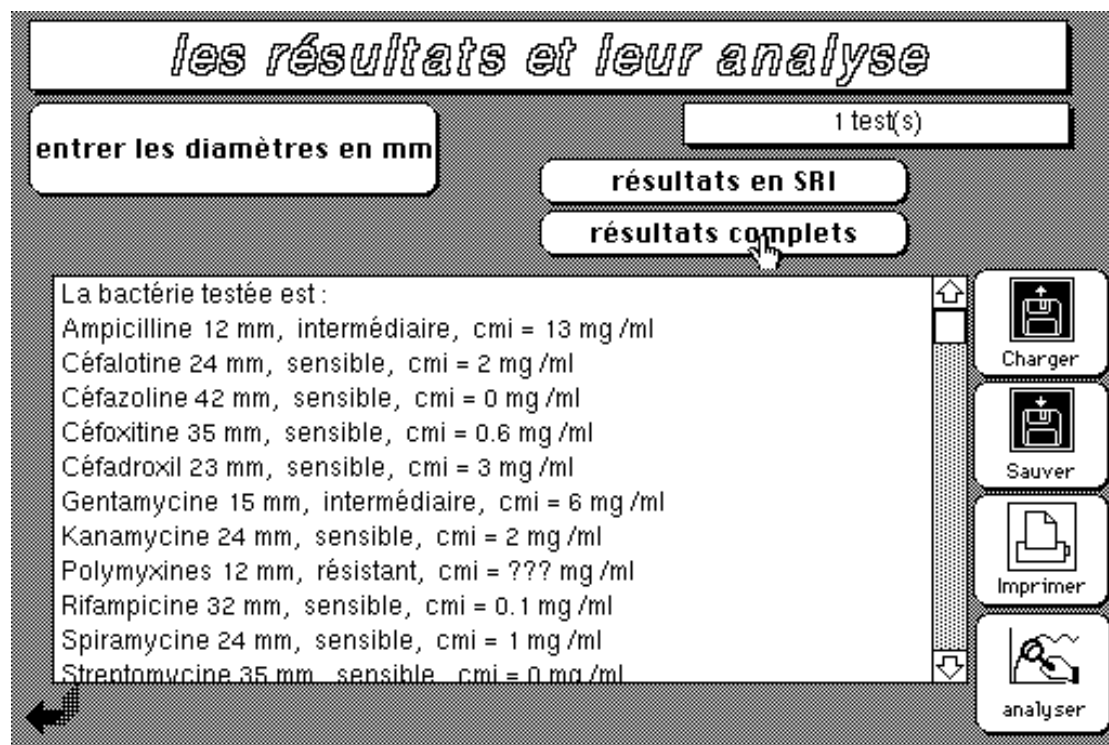 les résultats et leur analyse
entrer les diamètres en mm
1 test(s)
résultats en SRI
résultats complets
La bactérie testée est :
Ampicilline 12 mm, intermédiaire, cmi = 13 mg /ml
Céfalotine 24 mm, sensible, cmi = 2 mg /ml
Céfazoline 42 mm, sensible, cmi = 0 mg /ml
Céfoxitine 35 mm, sensible, cmi = 0.6 mg /ml
Céfadroxil 23 mm, sensible, cmi = 3 mg /ml
Gentamycine 15 mm, intermédiaire, cmi = 6 mg /ml
Kanamycine 24 mm, sensible, cmi = 2 mg /ml
Polymyxines 12 mm, résistant, cmi = ??? mg /ml
Rifampicine 32 mm, sensible, cmi = 0.1 mg /ml
Spiramycine 24 mm, sensible, cmi = 1 mg /ml
Streptomycine 35 mm, sensible, cmi = 0 mg /ml
Charger
Sauver
Imprimer
analyser